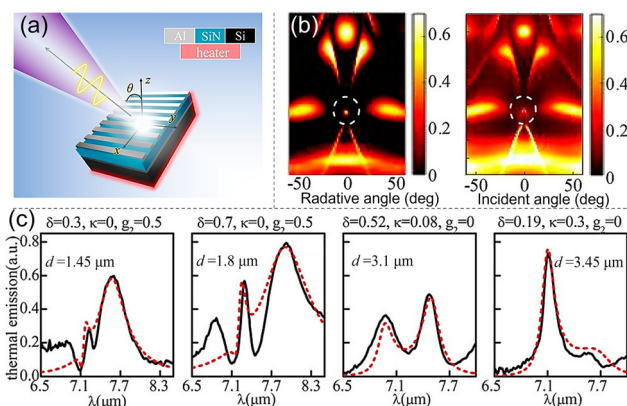 (a)
Al SiN Si
heater
θ
z
y
x
(b)
0.6
0.4
0.2
0
-50 0 50
Radative angle (deg)
0.6
0.4
0.2
0
-50 0 50
Incident angle (deg)
(c)
δ=0.3, κ=0, g₂=0.5
δ=0.7, κ=0, g₂=0.5
δ=0.52, κ=0.08, g₂=0
δ=0.19, κ=0.3, g₂=0
thermal emission(a.u.)
0.8
0.6
0.4
0.2
0.0
d =1.45 μm
d =1.8 μm
d =3.1 μm
d =3.45 μm
6.5 7.1 7.7 8.3
λ(μm)
6.5 7.1 7.7 8.3
λ(μm)
6.5 7.1 7.7
λ(μm)
6.5 7.1 7.7
λ(μm)